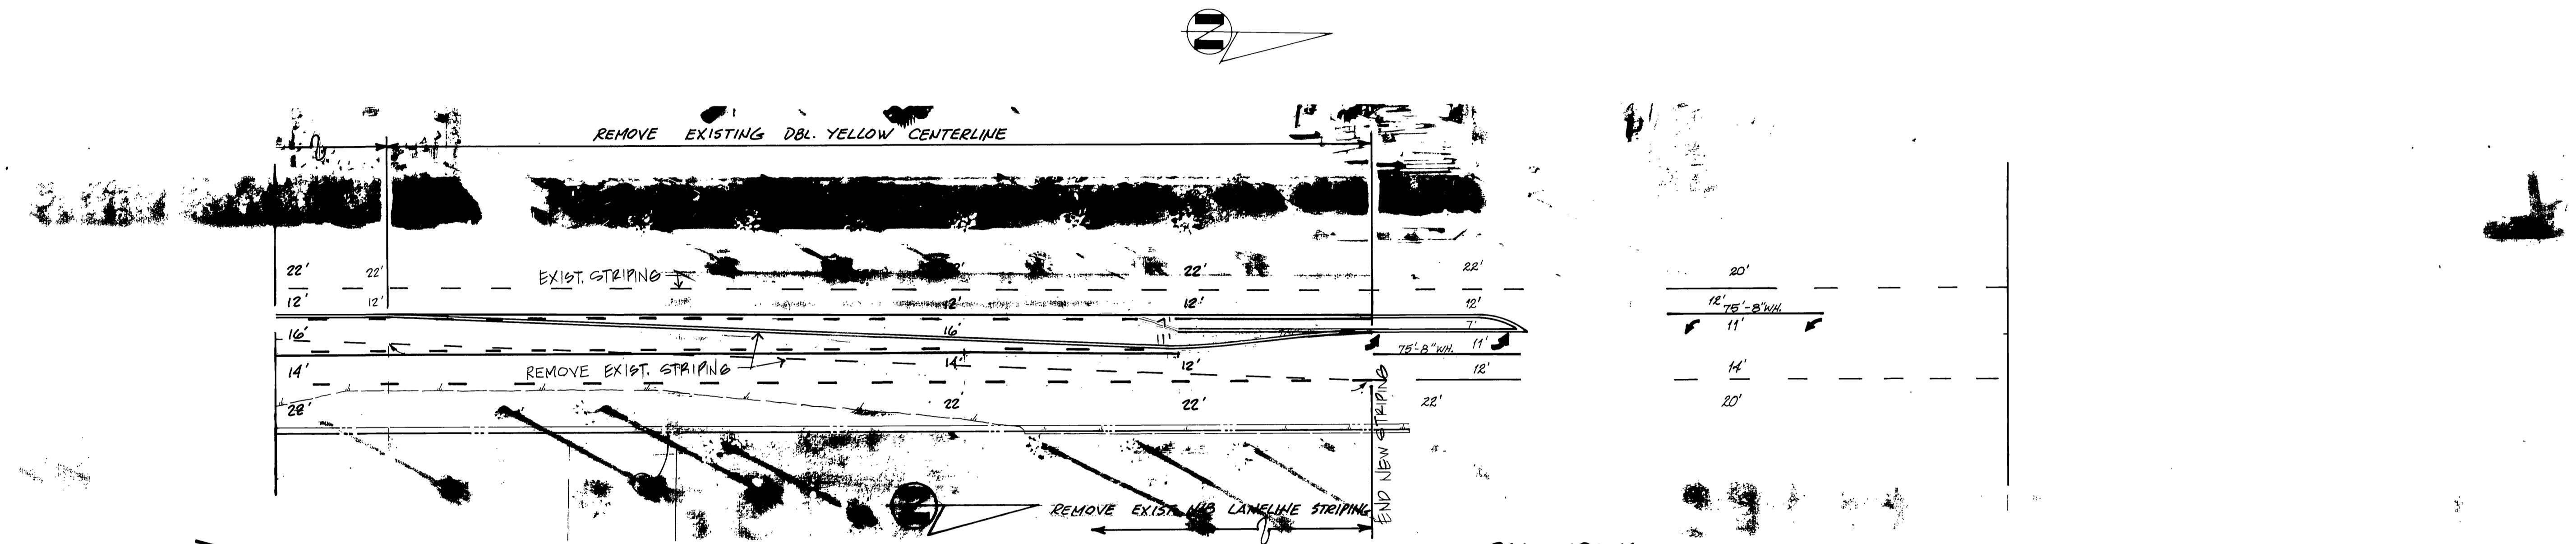 N
REMOVE EXISTING DBL. YELLOW CENTERLINE
22' 22' 22' 22' 20'
EXIST. STRIPING
12' 12' 12' 12' 12' 12'
75'-8" WH.
16' 16' 7' 11'
11' 75'-8" WH. 11'
14' REMOVE EXIST. STRIPING 14' 12' 12' 14'
28' 22' 22' 22' 20'
END NEW STRIPING
N
REMOVE EXIST. N/B LANELINE STRIPING